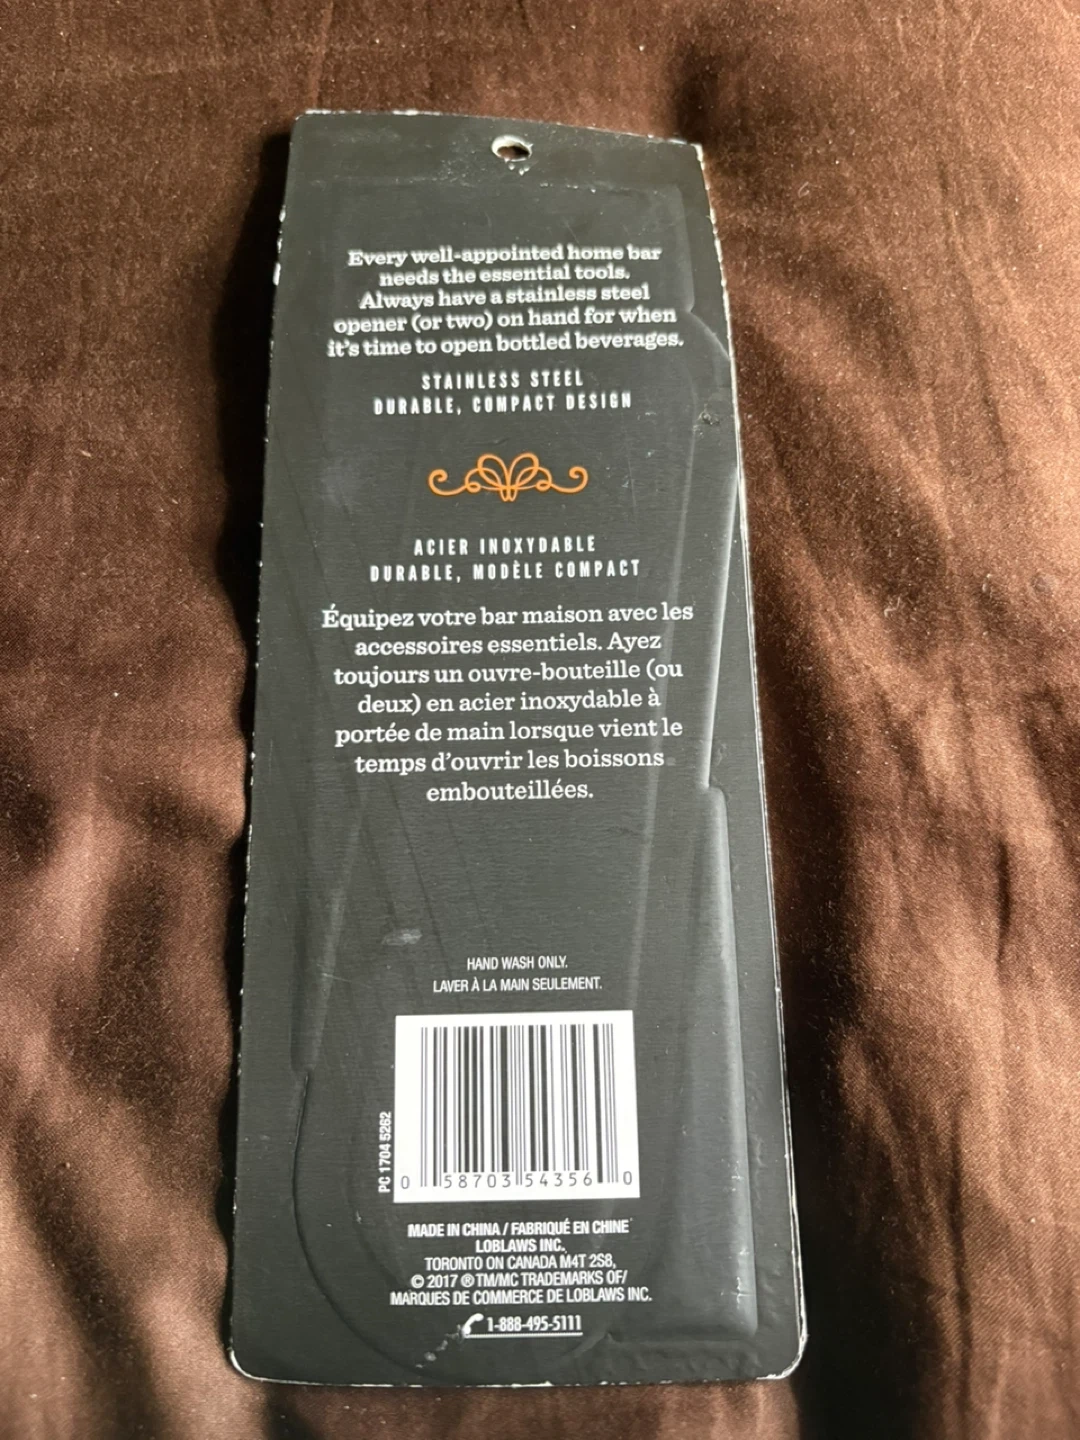 Every well-appointed home bar
needs the essential tools.
Always have a stainless steel
opener (or two) on hand for when
it's time to open bottled beverages.
STAINLESS STEEL
DURABLE, COMPACT DESIGN
ACIER INOXYDABLE
DURABLE, MODÈLE COMPACT
Équipez votre bar maison avec les
accessoires essentiels. Ayez
toujours un ouvre-bouteille (ou
deux) en acier inoxydable à
portée de main lorsque vient le
temps d'ouvrir les boissons
embouteillées.
HAND WASH ONLY.
LAVER À LA MAIN SEULEMENT.
PC 1704 5262
0 58703 54356 0
MADE IN CHINA / FABRIQUÉ EN CHINE
LOBLAWS INC.,
TORONTO ON CANADA M4T 2S8,
© 2017 ® TM/MC TRADEMARKS OF/
MARQUES DE COMMERCE DE LOBLAWS INC.
1-888-495-5111